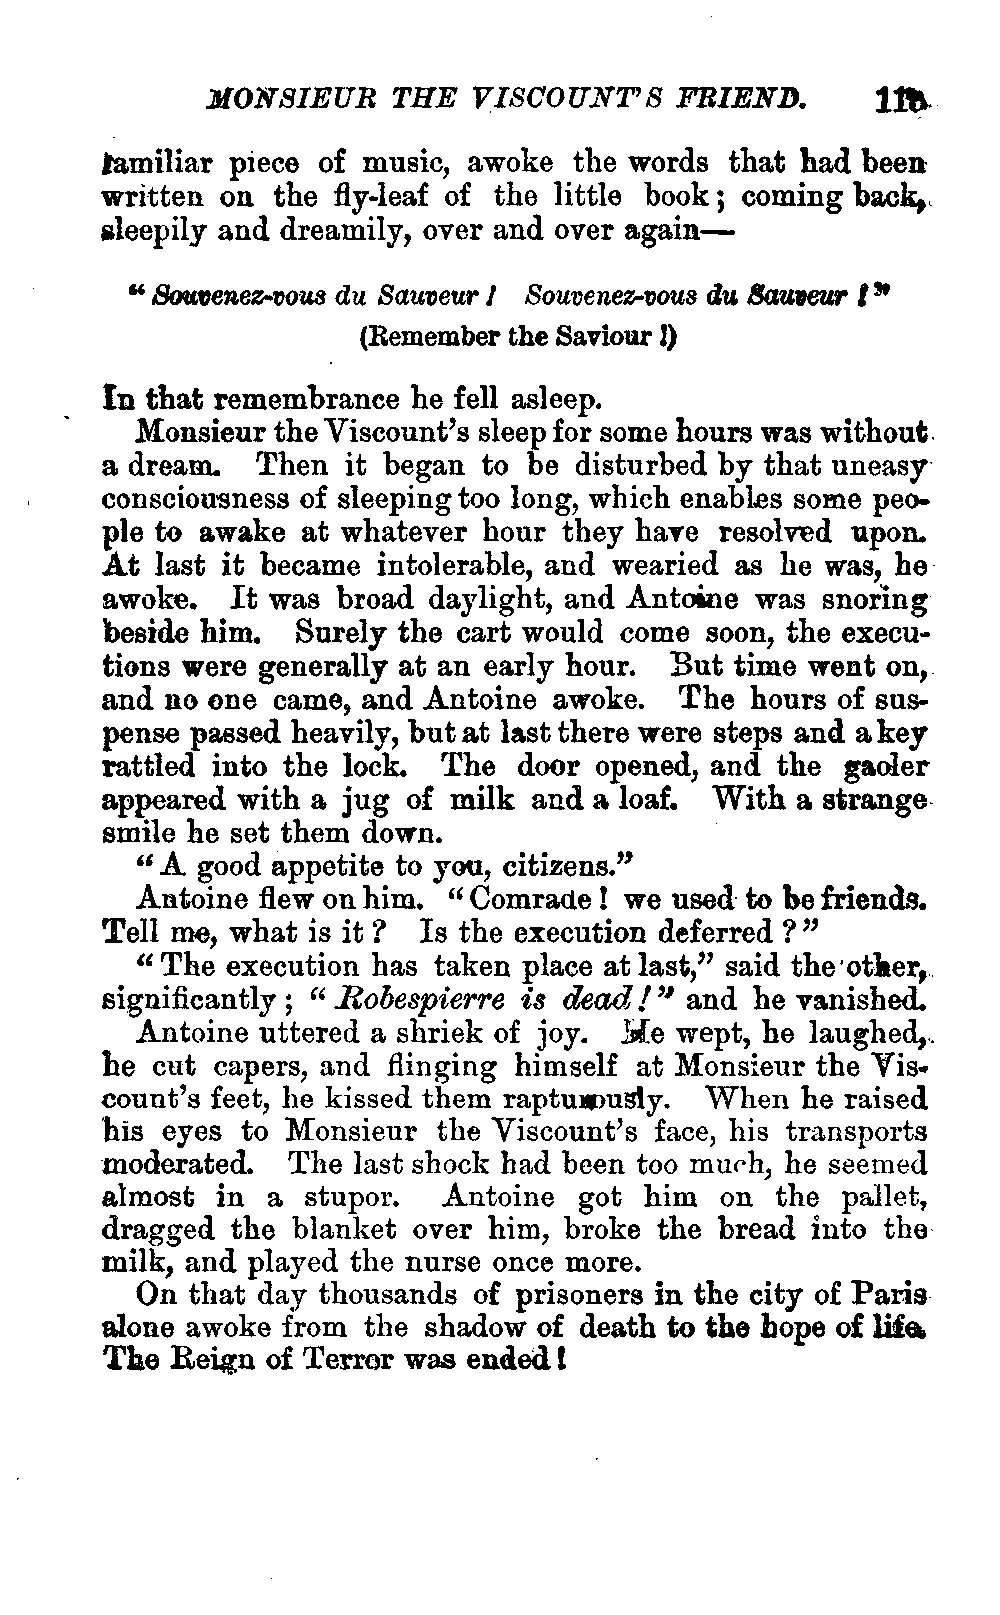 MONSIEUR THE VISCOUNT'S FRIEND.
familiar piece of music, awoke the words that had been
written on the fly-leaf of the little book; coming back,
sleepily and dreamily, over and over again—
"Souvenez-vous du Sauveur! Souvenez-vous du Sauveur!"
(Remember the Saviour!)
In that remembrance he fell asleep.
Monsieur the Viscount's sleep for some hours was without
a dream. Then it began to be disturbed by that uneasy
consciousness of sleeping too long, which enables some peo-
ple to awake at whatever hour they have resolved upon.
At last it became intolerable, and wearied as he was, he
awoke. It was broad daylight, and Antoine was snoring
beside him. Surely the cart would come soon, the execu-
tions were generally at an early hour. But time went on,
and no one came, and Antoine awoke. The hours of sus-
pense passed heavily, but at last there were steps and a key
rattled into the lock. The door opened, and the gaoler
appeared with a jug of milk and a loaf. With a strange
smile he set them down.
"A good appetite to you, citizens."
Antoine flew on him. "Comrade! we used to be friends.
Tell me, what is it? Is the execution deferred?"
"The execution has taken place at last," said the other,
significantly; "Robespierre is dead!" and he vanished.
Antoine uttered a shriek of joy. He wept, he laughed,
he cut capers, and flinging himself at Monsieur the Vis-
count's feet, he kissed them rapturously. When he raised
his eyes to Monsieur the Viscount's face, his transports
moderated. The last shock had been too much, he seemed
almost in a stupor. Antoine got him on the pallet,
dragged the blanket over him, broke the bread into the
milk, and played the nurse once more.
On that day thousands of prisoners in the city of Paris
alone awoke from the shadow of death to the hope of life.
The Reign of Terror was ended!